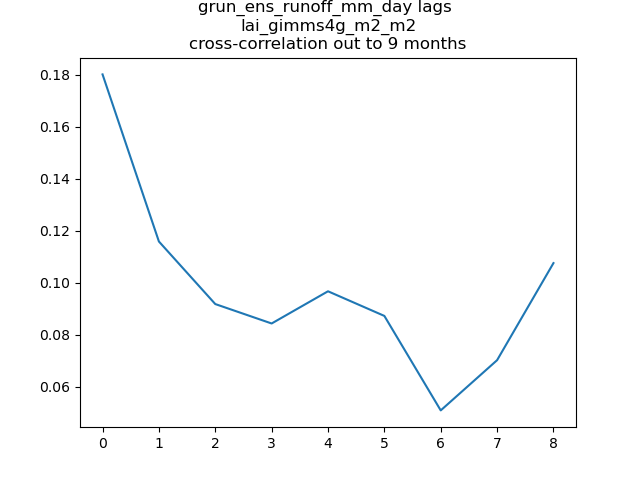 grun_ens_runoff_mm_day lags
lai_gimms4g_m2_m2
cross-correlation out to 9 months
0.18
0.16
0.14
0.12
0.10
0.08
0.06
0 1 2 3 4 5 6 7 8